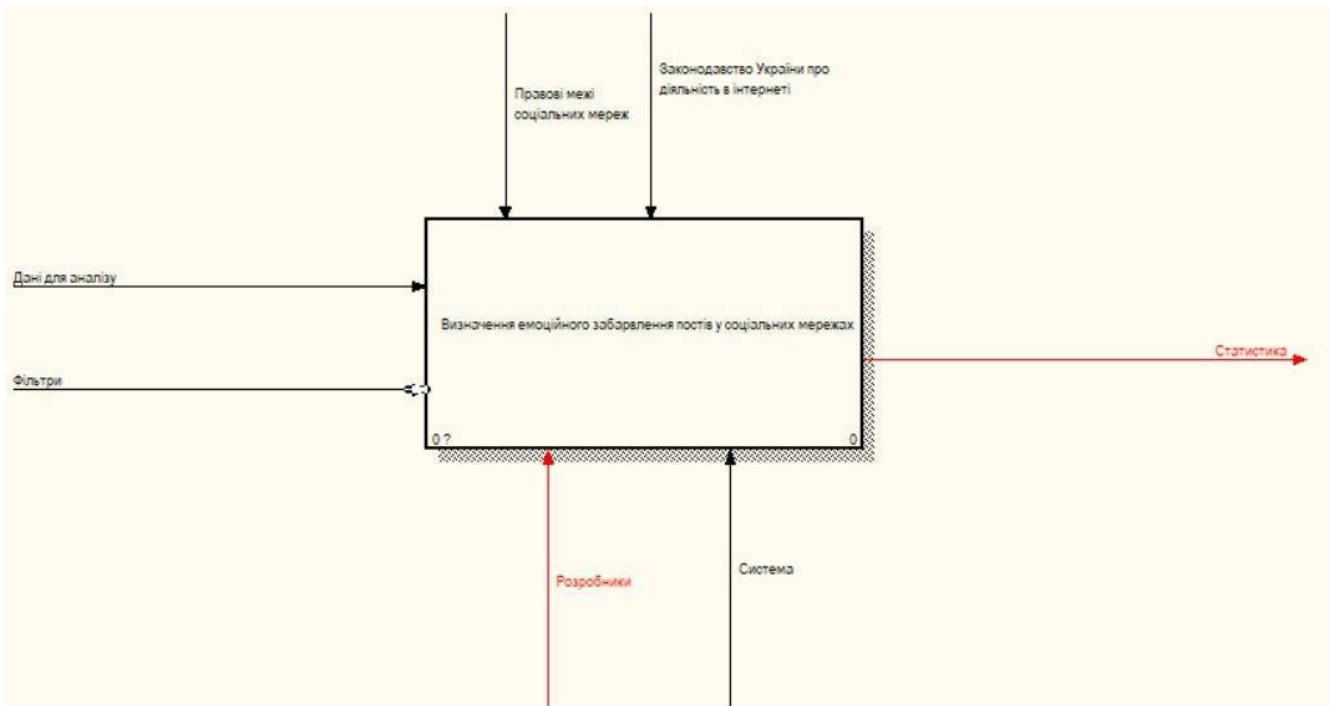 Законодавство України про
діяльність в інтернеті
Правові межі
соціальних мереж
Дані для аналізу
Визначення емоційного забарвлення постів у соціальних мережах
Статистика
Фільтри
0 ?
0
Розробники
Система